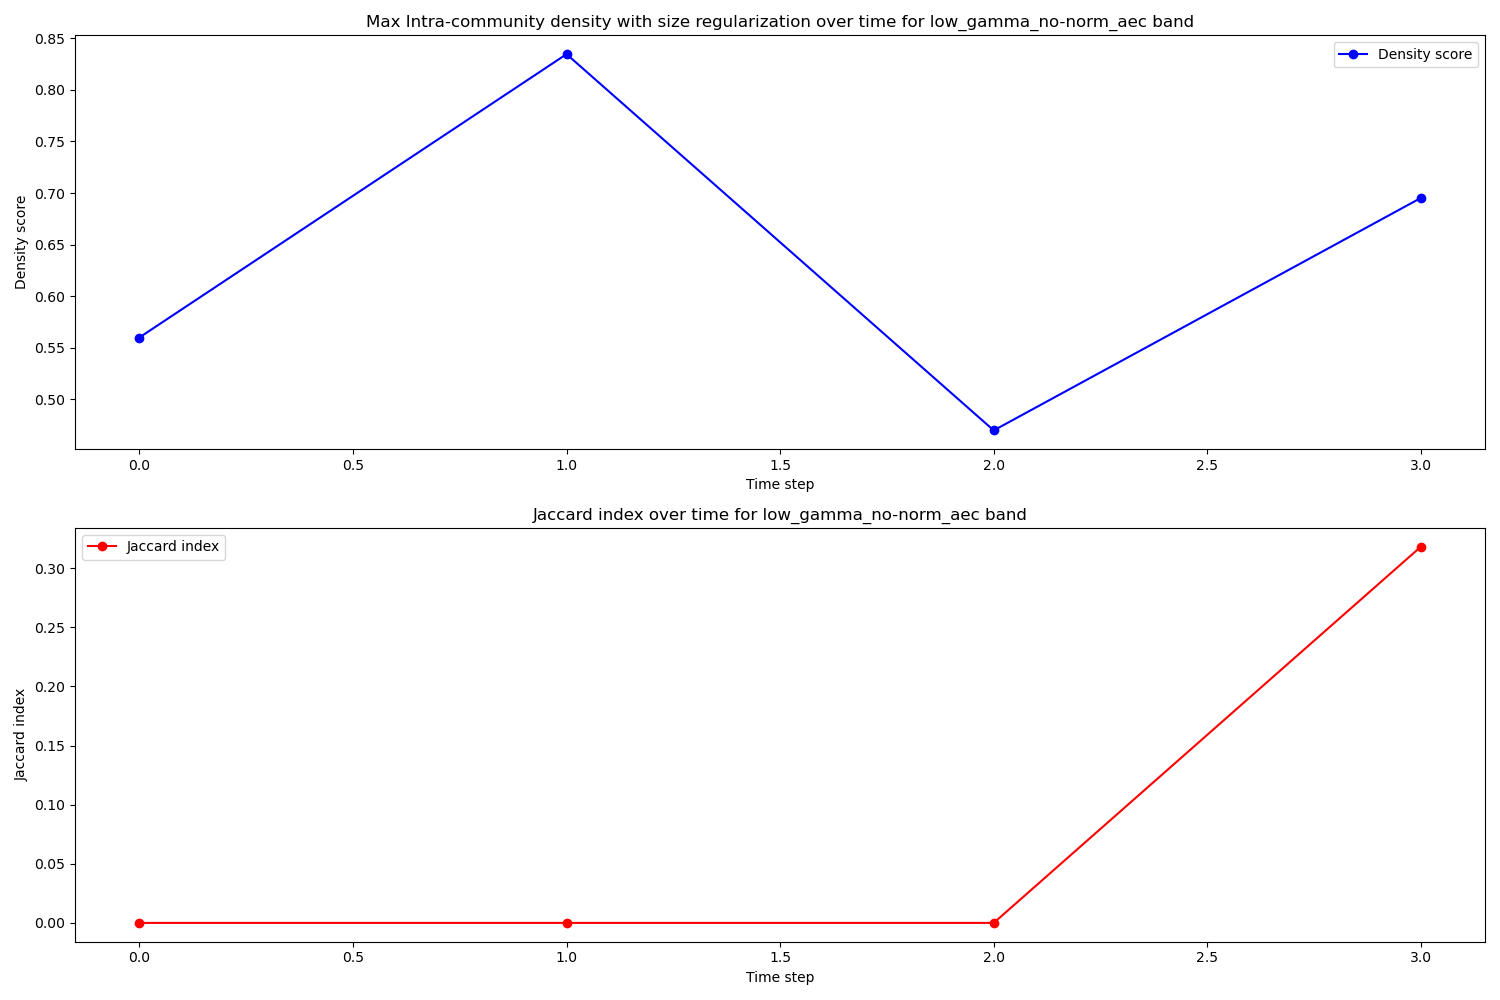 Max Intra-community density with size regularization over time for low_gamma_no-norm_aec band
Density score
0.85
0.80
0.75
0.70
0.65
0.60
0.55
0.50
Density score
0.0 0.5 1.0 1.5 2.0 2.5 3.0
Time step
Jaccard index over time for low_gamma_no-norm_aec band
Jaccard index
0.30
0.25
0.20
0.15
0.10
0.05
0.00
Jaccard index
0.0 0.5 1.0 1.5 2.0 2.5 3.0
Time step